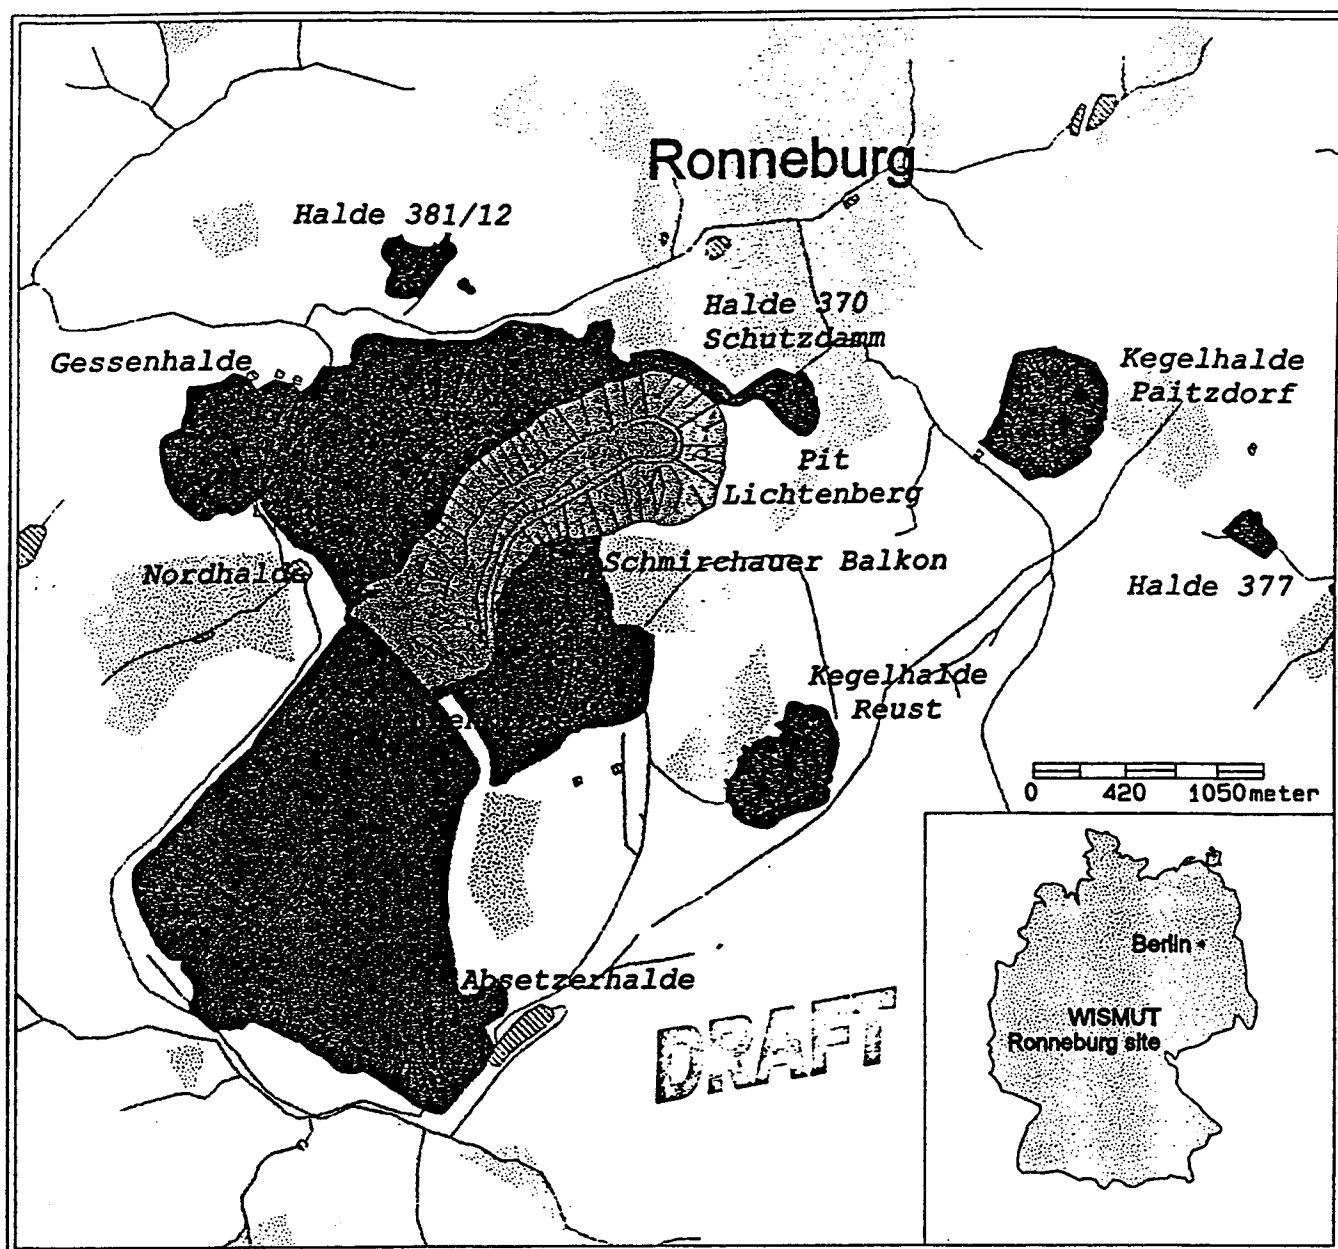 Ronneburg
Halde 381/12
Halde 370
Schutzdamm
Gessenhalde
Kegelhalde
Paitzdorf
Pit
Lichtenberg
Schmirchauer Balkon
Nordhalde
Halde 377
Kegelhalde
Reust
0 420 1050meter
Berlin
WISMUT
Ronneburg site
Absetzerhalde
DRAFT